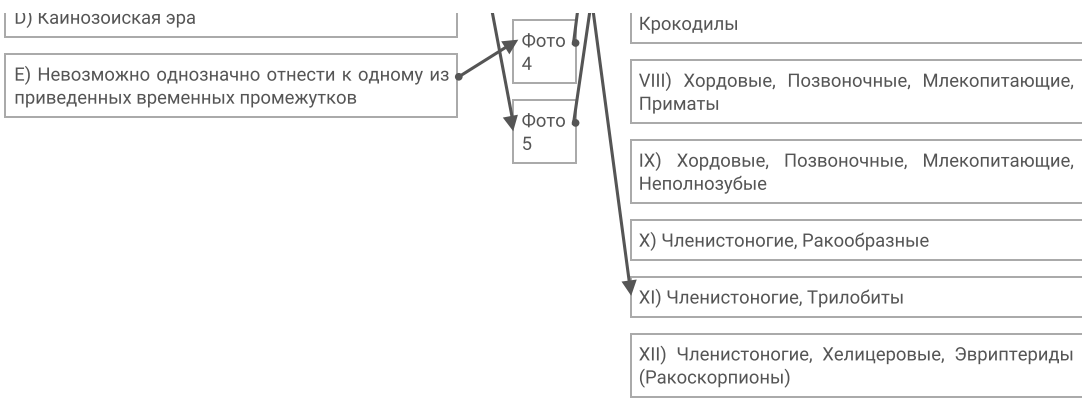 D) Кайнозойская эра
E) Невозможно однозначно отнести к одному из
приведенных временных промежутков
Фото
4
Фото
5
Крокодилы
VIII) Хордовые, Позвоночные, Млекопитающие,
Приматы
IX) Хордовые, Позвоночные, Млекопитающие,
Неполнозубые
X) Членистоногие, Ракообразные
XI) Членистоногие, Трилобиты
XII) Членистоногие, Хелицеровые, Эвриптериды
(Ракоскорпионы)